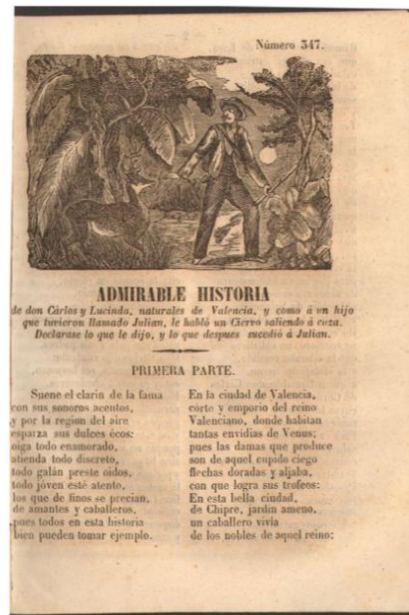 Número 347.
ADMIRABLE HISTORIA
de don Cárlos y Lucinda, naturales de Valencia, y como á un hijo
que tuvieron llamado Julian, le habló un Ciervo saliendo á caza.
Declarase lo que le dijo, y lo que despues sucedió á Julian.
PRIMERA PARTE.
Suene el clarin de la fama
con sus sonoros acentos,
y por la region del aire
esparza sus dulces écos:
oiga todo enamorado,
atienda todo discreto,
todo galán preste oidos,
todo jóven esté atento,
los que de finos se precian,
de amantes y caballeros,
pues todos en esta historia
bien pueden tomar ejemplo.
En la ciudad de Valencia,
córte y emporio del reino
Valenciano, donde habitan
tantas envidias de Venus;
pues las damas que produce
son de aquel cupido ciego
flechas doradas y aljaba,
con que logra sus trofeos:
En esta bella ciudad,
de Chipre, jardin ameno,
un caballero vivia
de los nobles de aquel reino;